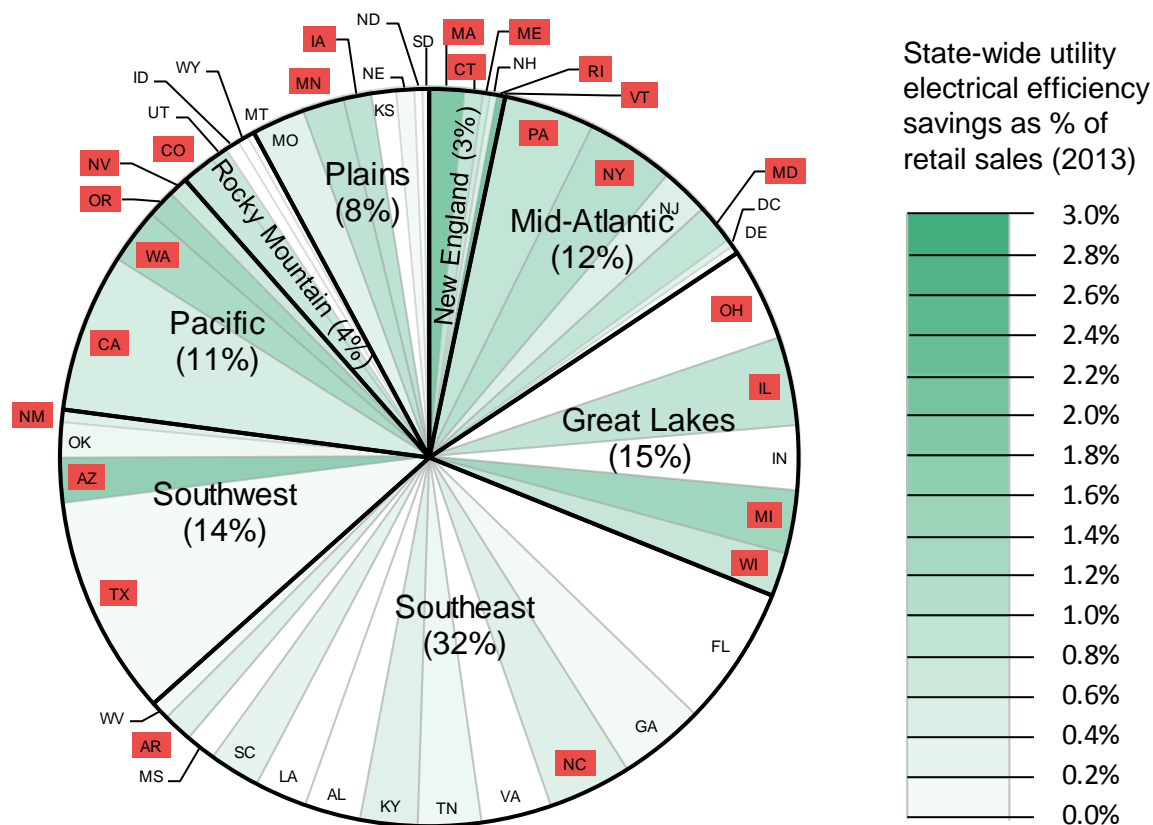 ND
SD
MA
ME
IA
CT
NH
RI
WY
MN
NE
VT
ID
UT
MT
KS
MO
PA
CO
NV
OR
NY
MD
NJ
DC
DE
WA
CA
NM
OK
AZ
TX
OH
IL
IN
MI
WI
FL
GA
NC
VA
TN
KY
AL
LA
SC
MS
AR
WV
Plains
(8%)
New England (3%)
Mid-Atlantic
(12%)
Rocky Mountain (4%)
Pacific
(11%)
Great Lakes
(15%)
Southwest
(14%)
Southeast
(32%)
State-wide utility
electrical efficiency
savings as % of
retail sales (2013)
3.0%
2.8%
2.6%
2.4%
2.2%
2.0%
1.8%
1.6%
1.4%
1.2%
1.0%
0.8%
0.6%
0.4%
0.2%
0.0%